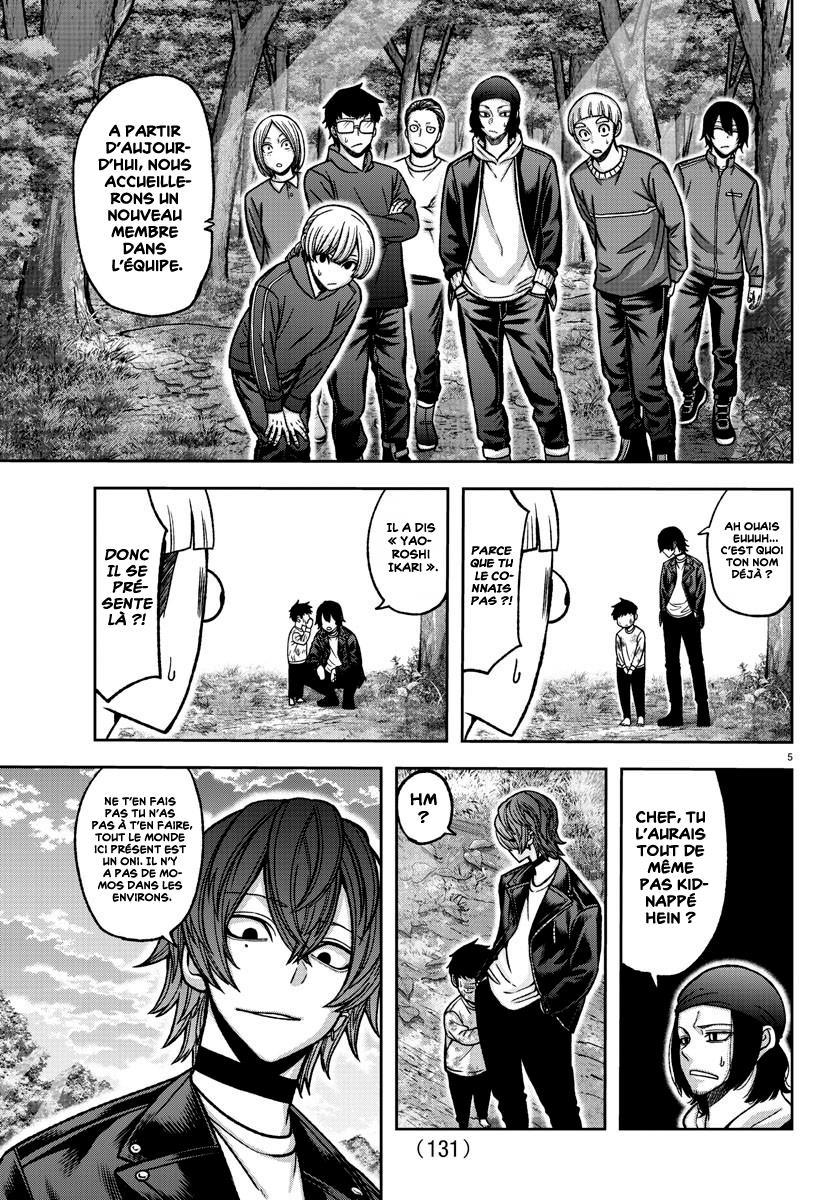 A PARTIR
D'AUJOUR-
D'HUI, NOUS
ACCUEILLE-
RONS UN
NOUVEAU
MEMBRE
DANS
L'ÉQUIPE.
AH OUAIS
EUUUH...
C'EST QUOI
TON NOM
DÉJÀ ?
PARCE
QUE TU
LE CO-
NNAIS
PAS ?!
IL A DIS
« YAO-
ROSHI
IKARI ».
DONC
IL SE
PRÉ-
SENTE
LÀ ?!
5
CHEF, TU
L'AURAIS
TOUT DE
MÊME
PAS KID-
NAPPÉ
HEIN ?
HM
?
NE T'EN FAIS
PAS TU N'AS
PAS À T'EN FAIRE,
TOUT LE MONDE
ICI PRÉSENT EST
UN ONI. IL N'Y
A PAS DE MO-
MOS DANS LES
ENVIRONS.
(131)